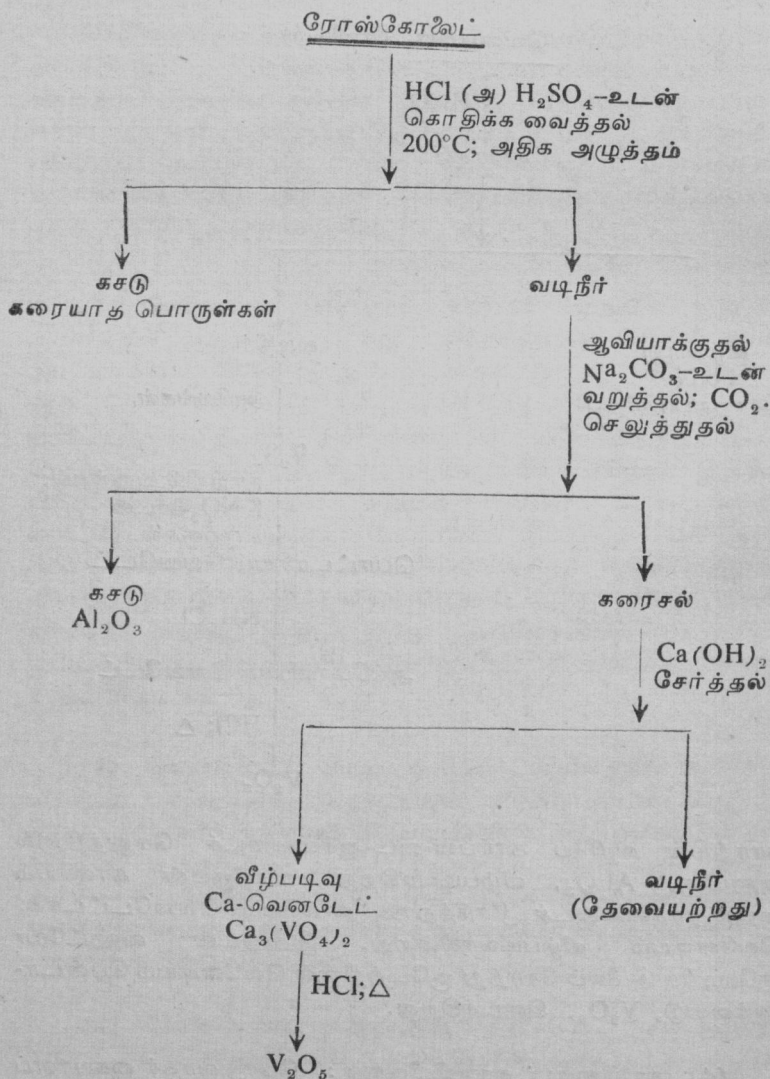 ரோஸ்கோலைட்
HCl (அ) H₂SO₄-உடன்
கொதிக்க வைத்தல்
200°C; அதிக அழுத்தம்
கசடு
கரையாத பொருள்கள்
வடிநீர்
ஆவியாக்குதல்
Na₂CO₃-உடன்
வறுத்தல்; CO₂.
செலுத்துதல்
கசடு
Al₂O₃
கரைசல்
Ca(OH)₂
சேர்த்தல்
வீழ்படிவு
Ca-வெனடேட்
Ca₃(VO₄)₂
வடிநீர்
(தேவையற்றது)
HCl; △
V₂O₅